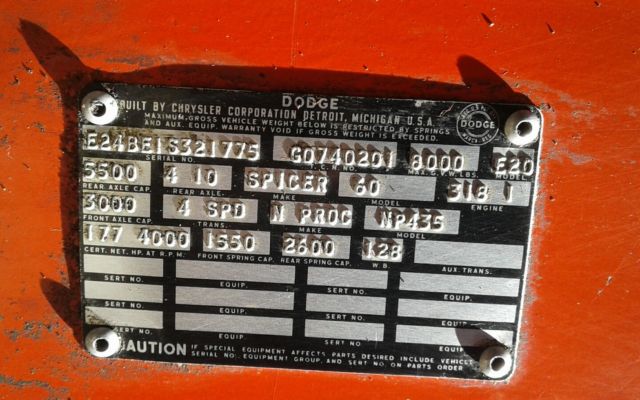 DODGE
BUILT BY CHRYSLER CORPORATION DETROIT, MICHIGAN U.S.A.
MAXIMUM GROSS VEHICLE WEIGHT BELOW IS RESTRICTED BY SPRINGS
AND AUX. EQUIP. WARRANTY VOID IF GROSS WEIGHT IS EXCEEDED.
DODGE
E24BE1S321775 G0740201 8000 E20
SERIAL NO. T.O.N. MAX. G.V.W. LBS. MODEL
5500 4 10 SPICER 60 318 1
REAR AXLE CAP. REAR AXLE MAKE MODEL ENGINE
3000 4 SPD N PROC NP435
FRONT AXLE CAP. TRANS. MAKE MODEL
177 4000 1550 2600 128
CERT. NET. HP. AT R.P.M. FRONT SPRING CAP. REAR SPRING CAP. W.B. AUX. TRANS.
SERT NO. EQUIP. SERT NO. EQUIP.
SERT NO. EQUIP. SERT NO. EQUIP.
SERT NO. EQUIP. SERT NO. EQUIP.
CAUTION IF SPECIAL EQUIPMENT AFFECTS PARTS DESIRED INCLUDE VEHICLE
SERIAL NO., EQUIPMENT GROUP, AND SERT NO. ON PARTS ORDER